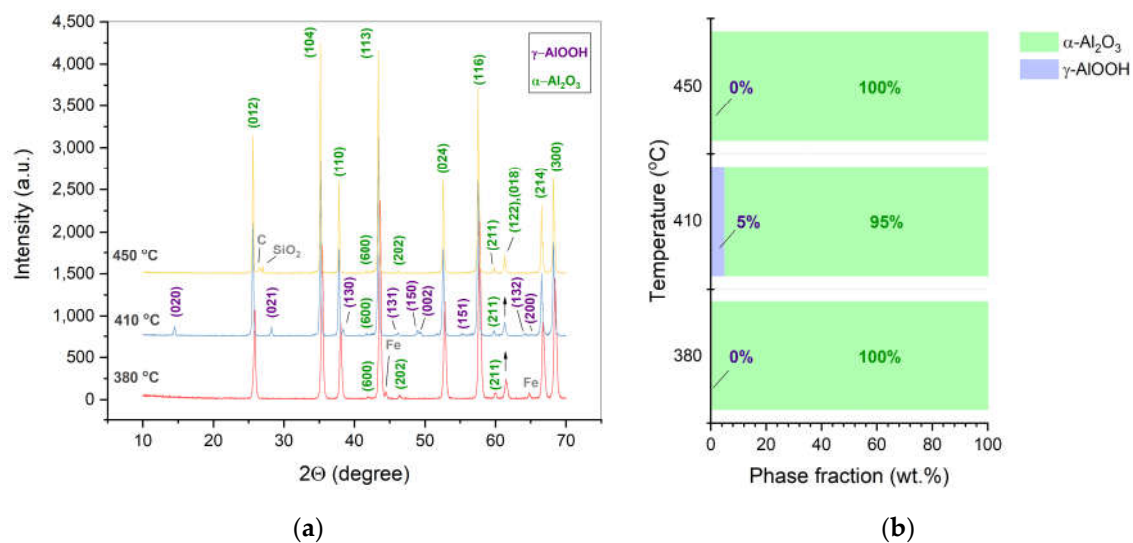 4,500
4,000
3,500
3,000
2,500
2,000
1,500
1,000
500
0
Intensity (a.u.)
10 20 30 40 50 60 70
2Θ (degree)
γ-AlOOH
α-Al2O3
(012)
(104)
(110)
(113)
(024)
(116)
(122),(018)
(214)
(300)
(211)
(600)
(202)
C
SiO2
450 °C
(020)
(021)
(130)
(600)
(131)
(150)
(002)
(151)
(211)
(132)
(200)
410 °C
Fe
(600)
(202)
(211)
Fe
380 °C
(a)
α-Al2O3
γ-AlOOH
Temperature (°C)
450
0% 100%
410
5% 95%
380
0% 100%
0 20 40 60 80 100
Phase fraction (wt.%)
(b)